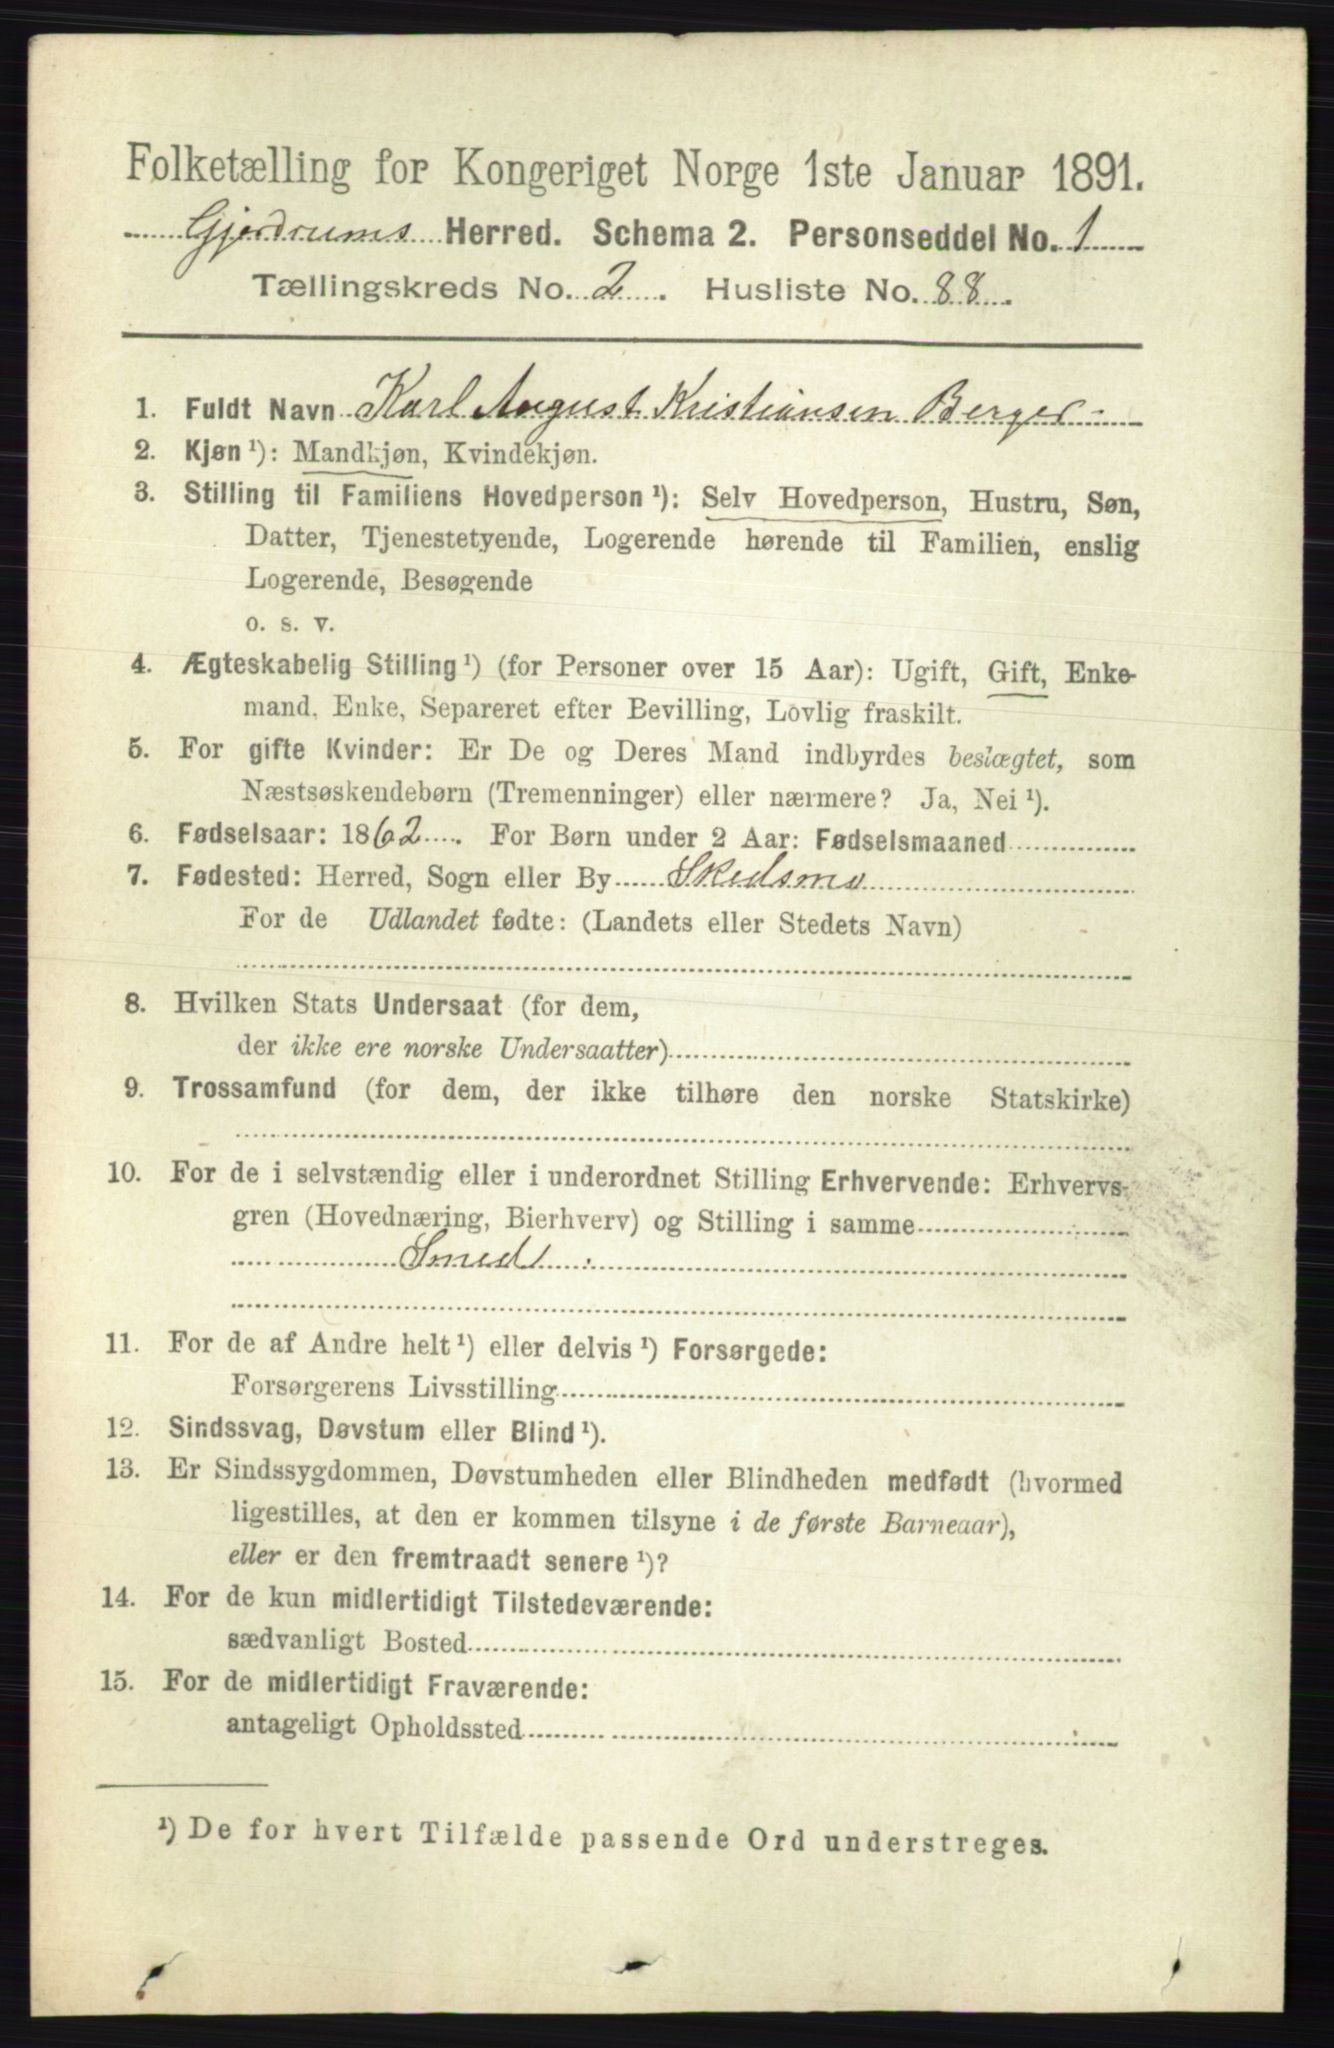 Folketælling for Kongeriget Norge 1ste Januar 1891.
Gjerdrums Herred. Schema 2. Personseddel No. 1
Tællingskreds No. 2. Husliste No. 88.
1. Fuldt Navn Karl August Kristiansen Berger
2. Kjøn ¹): Mandkjøn, Kvindekjøn.
3. Stilling til Familiens Hovedperson ¹): Selv Hovedperson, Hustru, Søn,
Datter, Tjenestetyende, Logerende hørende til Familien, enslig
Logerende, Besøgende
o. s. v.
4. Ægteskabelig Stilling ¹) (for Personer over 15 Aar): Ugift, Gift, Enke-
mand, Enke, Separeret efter Bevilling, Lovlig fraskilt.
5. For gifte Kvinder: Er De og Deres Mand indbyrdes beslægtet, som
Næstsøskendebørn (Tremenninger) eller nærmere? Ja, Nei ¹).
6. Fødselsaar: 1862. For Børn under 2 Aar: Fødselsmaaned
7. Fødested: Herred, Sogn eller By Skedsmo
For de Udlandet fødte: (Landets eller Stedets Navn)
8. Hvilken Stats Undersaat (for dem,
der ikke ere norske Undersaatter)
9. Trossamfund (for dem, der ikke tilhøre den norske Statskirke)
10. For de i selvstændig eller i underordnet Stilling Erhvervende: Erhvervs-
gren (Hovednæring, Bierhverv) og Stilling i samme
Smed
11. For de af Andre helt ¹) eller delvis ¹) Forsørgede:
Forsørgerens Livsstilling
12. Sindssvag, Døvstum eller Blind ¹).
13. Er Sindssygdommen, Døvstumheden eller Blindheden medfødt (hvormed
ligestilles, at den er kommen tilsyne i de første Barneaar),
eller er den fremtraadt senere ¹)?
14. For de kun midlertidigt Tilstedeværende:
sædvanligt Bosted
15. For de midlertidigt Fraværende:
antageligt Opholdssted
¹) De for hvert Tilfælde passende Ord understreges.